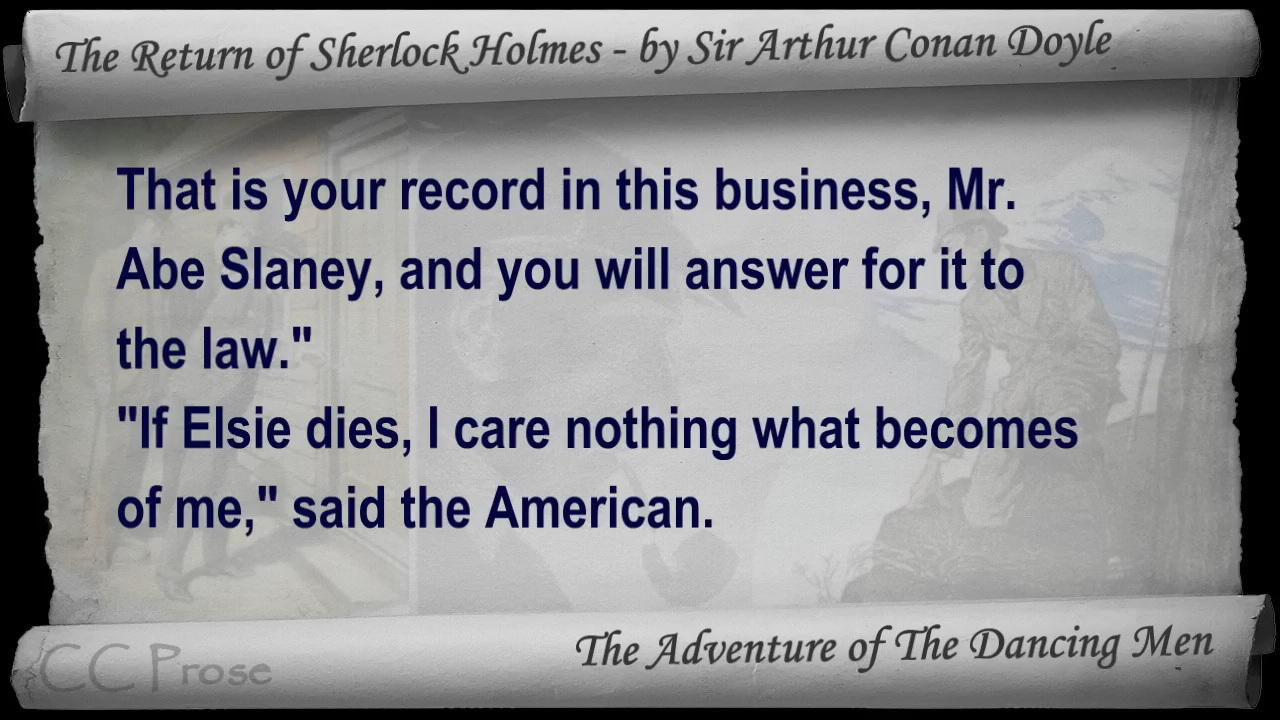 The Return of Sherlock Holmes - by Sir Arthur Conan Doyle
That is your record in this business, Mr.
Abe Slaney, and you will answer for it to
the law."
"If Elsie dies, I care nothing what becomes
of me," said the American.
The Adventure of The Dancing Men
CC Prose